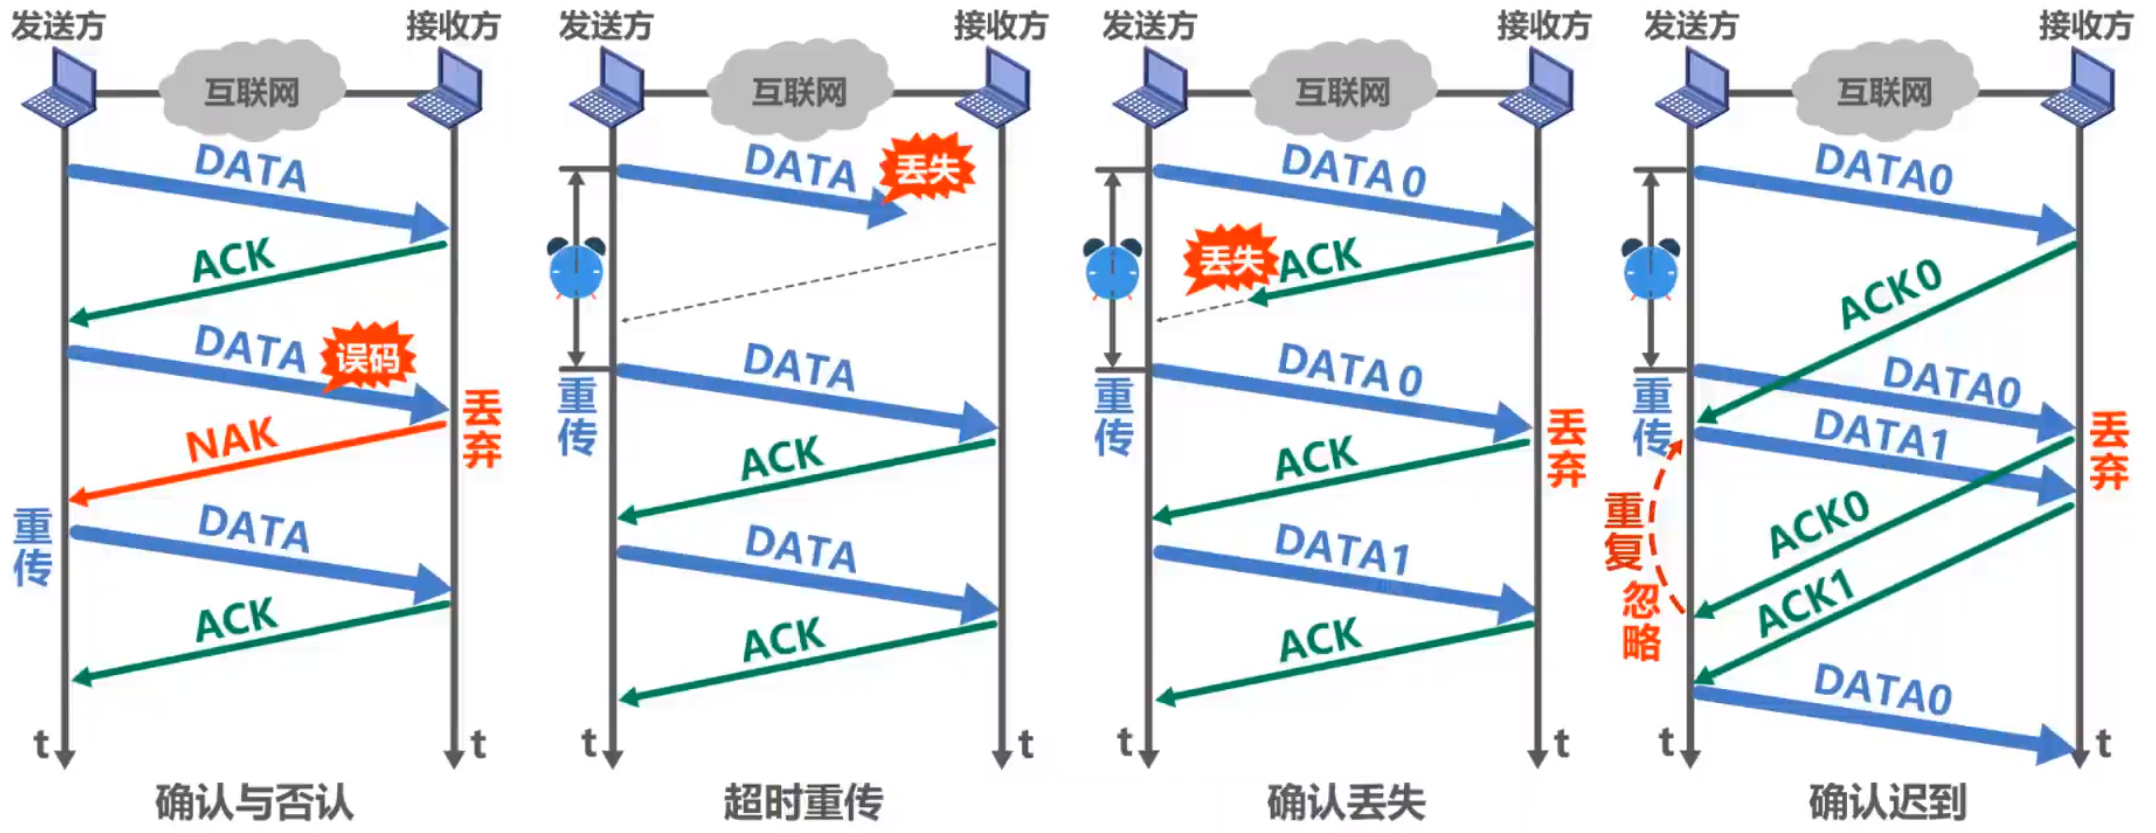 发送方
接收方
互联网
DATA
ACK
DATA
误码
丢弃
NAK
重传
DATA
ACK
t
t
确认与否认
发送方
接收方
互联网
DATA
丢失
重传
DATA
ACK
DATA
ACK
t
t
超时重传
发送方
接收方
互联网
DATA 0
丢失
ACK
重传
DATA 0
丢弃
ACK
DATA1
ACK
t
t
确认丢失
发送方
接收方
互联网
DATA0
ACK0
重传
DATA0
DATA1
丢弃
重复
忽略
ACK0
ACK1
DATA0
t
t
确认迟到